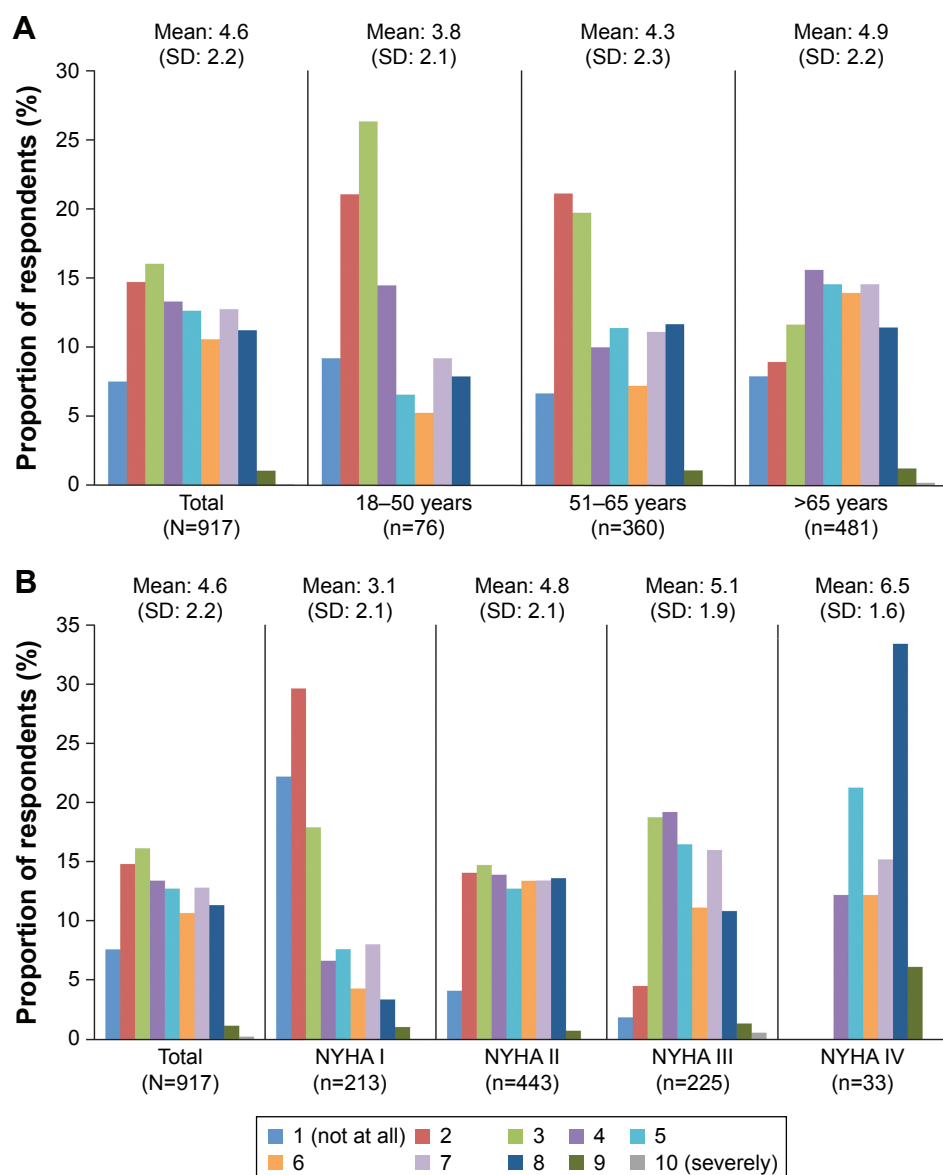 A
Mean: 4.6 Mean: 3.8 Mean: 4.3 Mean: 4.9
(SD: 2.2) (SD: 2.1) (SD: 2.3) (SD: 2.2)
Proportion of respondents (%)
30
25
20
15
10
5
0
Total 18–50 years 51–65 years >65 years
(N=917) (n=76) (n=360) (n=481)
B
Mean: 4.6 Mean: 3.1 Mean: 4.8 Mean: 5.1 Mean: 6.5
(SD: 2.2) (SD: 2.1) (SD: 2.1) (SD: 1.9) (SD: 1.6)
Proportion of respondents (%)
35
30
25
20
15
10
5
0
Total NYHA I NYHA II NYHA III NYHA IV
(N=917) (n=213) (n=443) (n=225) (n=33)
1 (not at all) 2 3 4 5
6 7 8 9 10 (severely)